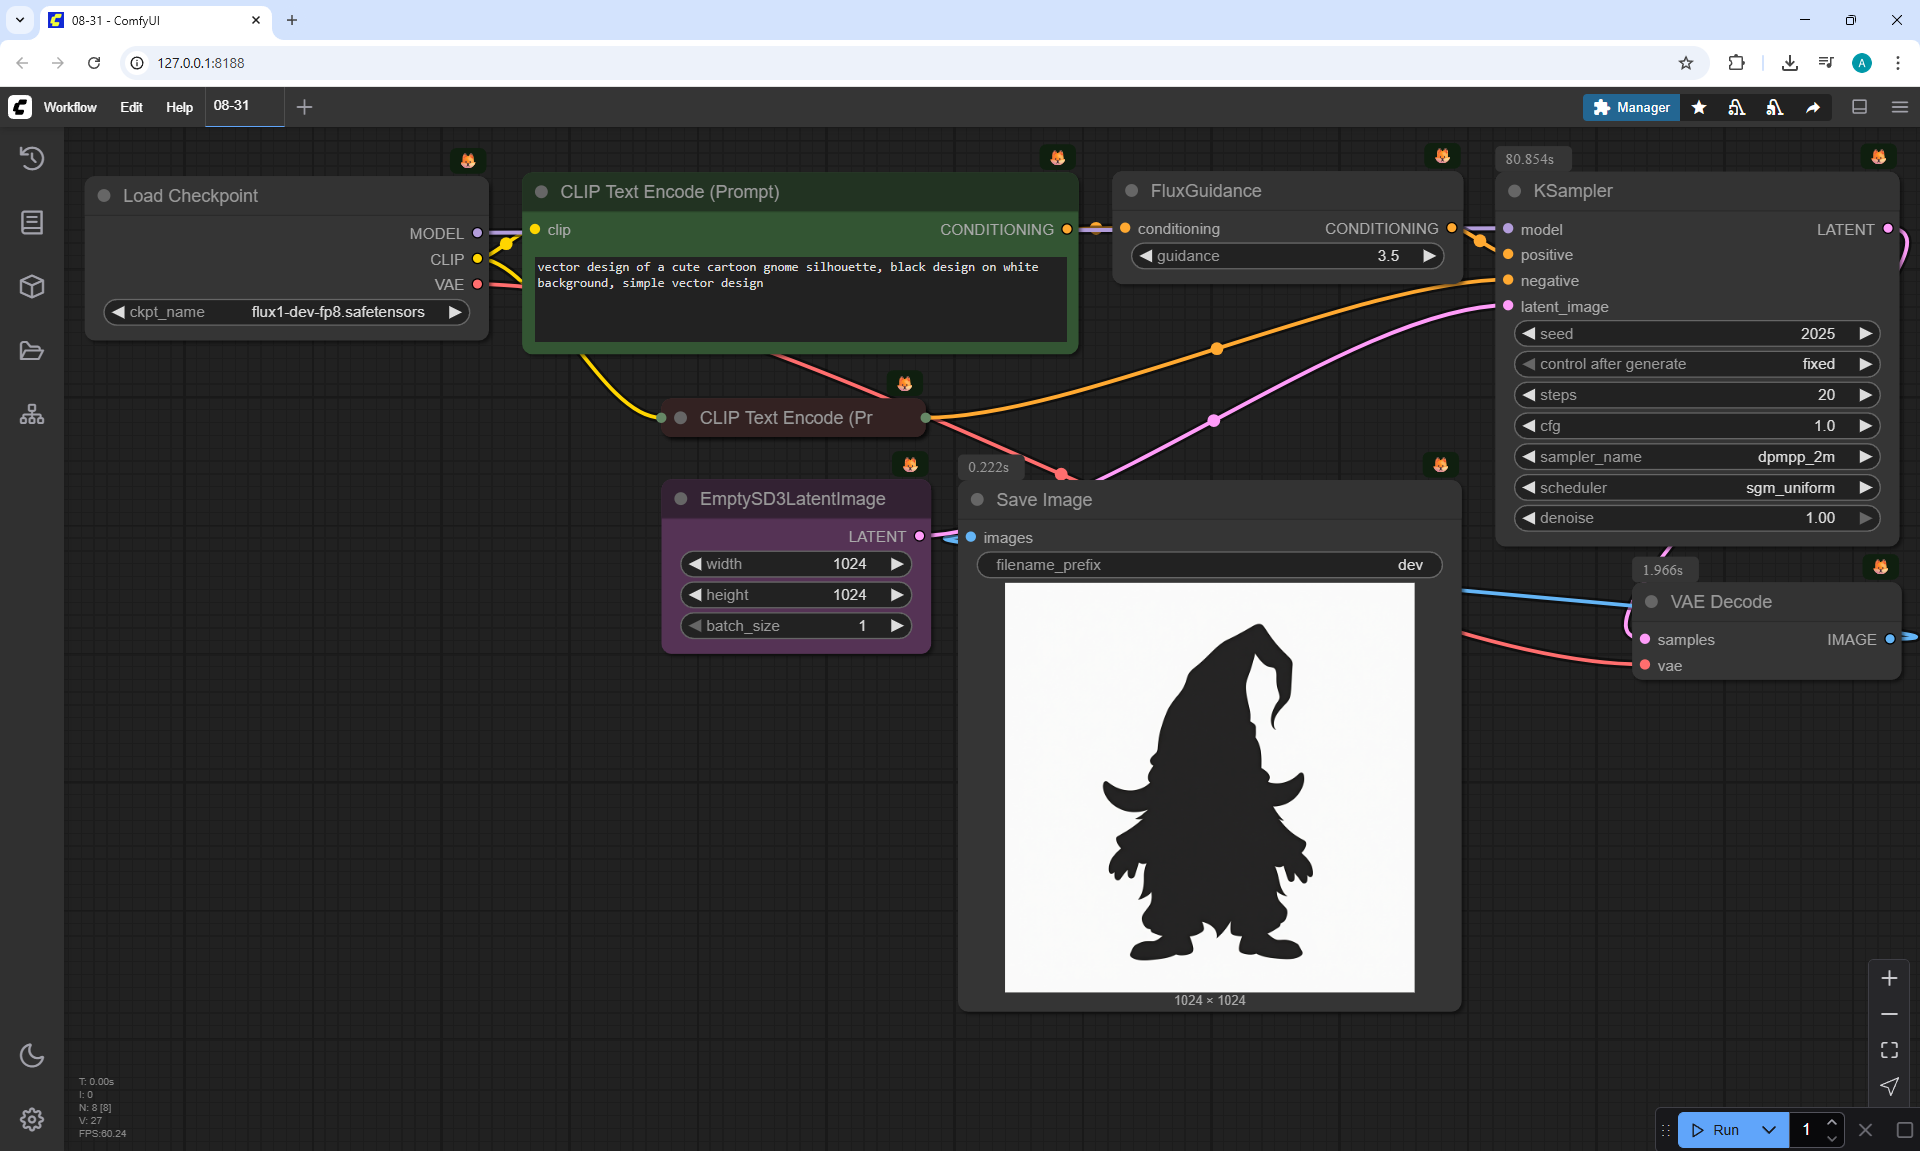 08-31 - ComfyUI
127.0.0.1:8188
Workflow Edit Help 08-31 Manager
Load Checkpoint
MODEL
CLIP
VAE
ckpt_name flux1-dev-fp8.safetensors
CLIP Text Encode (Prompt)
clip CONDITIONING
vector design of a cute cartoon gnome silhouette, black design on white
background, simple vector design
FluxGuidance
conditioning CONDITIONING
guidance 3.5
80.854s
KSampler
model LATENT
positive
negative
latent_image
seed 2025
control after generate fixed
steps 20
cfg 1.0
sampler_name dpmpp_2m
scheduler sgm_uniform
denoise 1.00
CLIP Text Encode (Pr
EmptySD3LatentImage
LATENT
width 1024
height 1024
batch_size 1
0.222s
Save Image
images
filename_prefix dev
1024 × 1024
1.966s
VAE Decode
samples IMAGE
vae
T: 0.00s
I: 0
N: 8 [8]
V: 27
FPS:60.24
Run 1
A